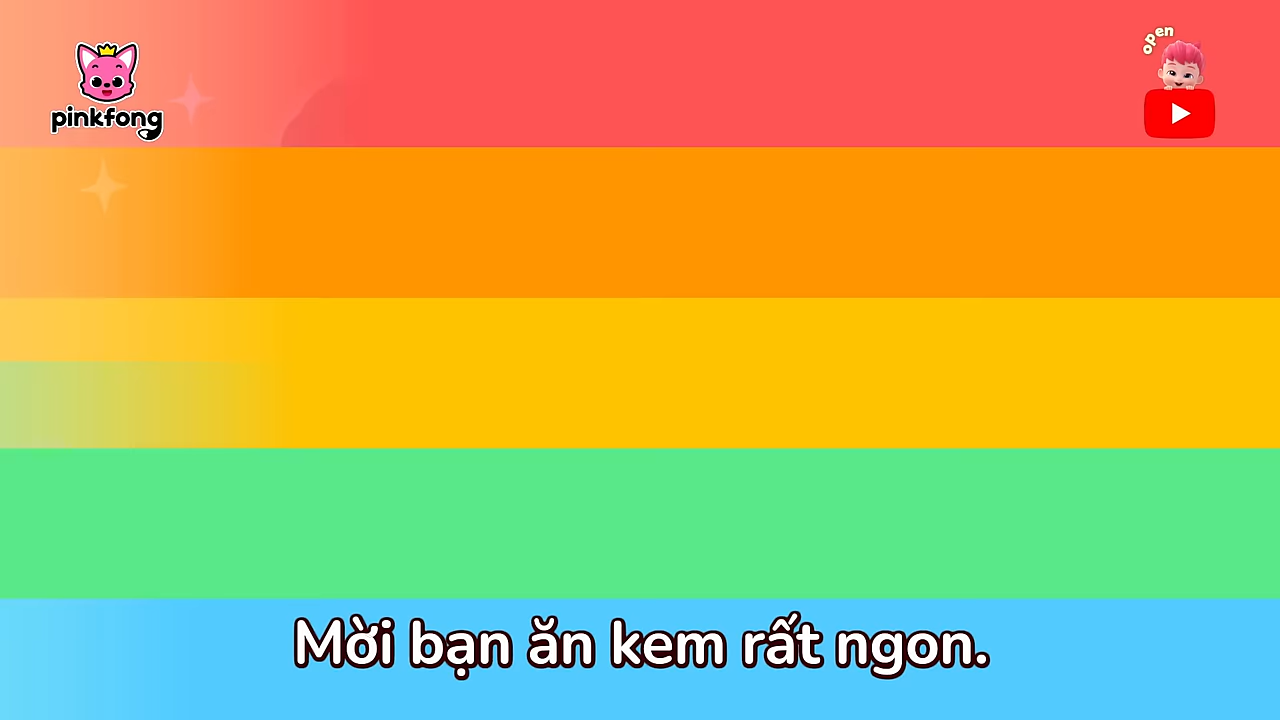 pinkfong
open
Mời bạn ăn kem rất ngon.